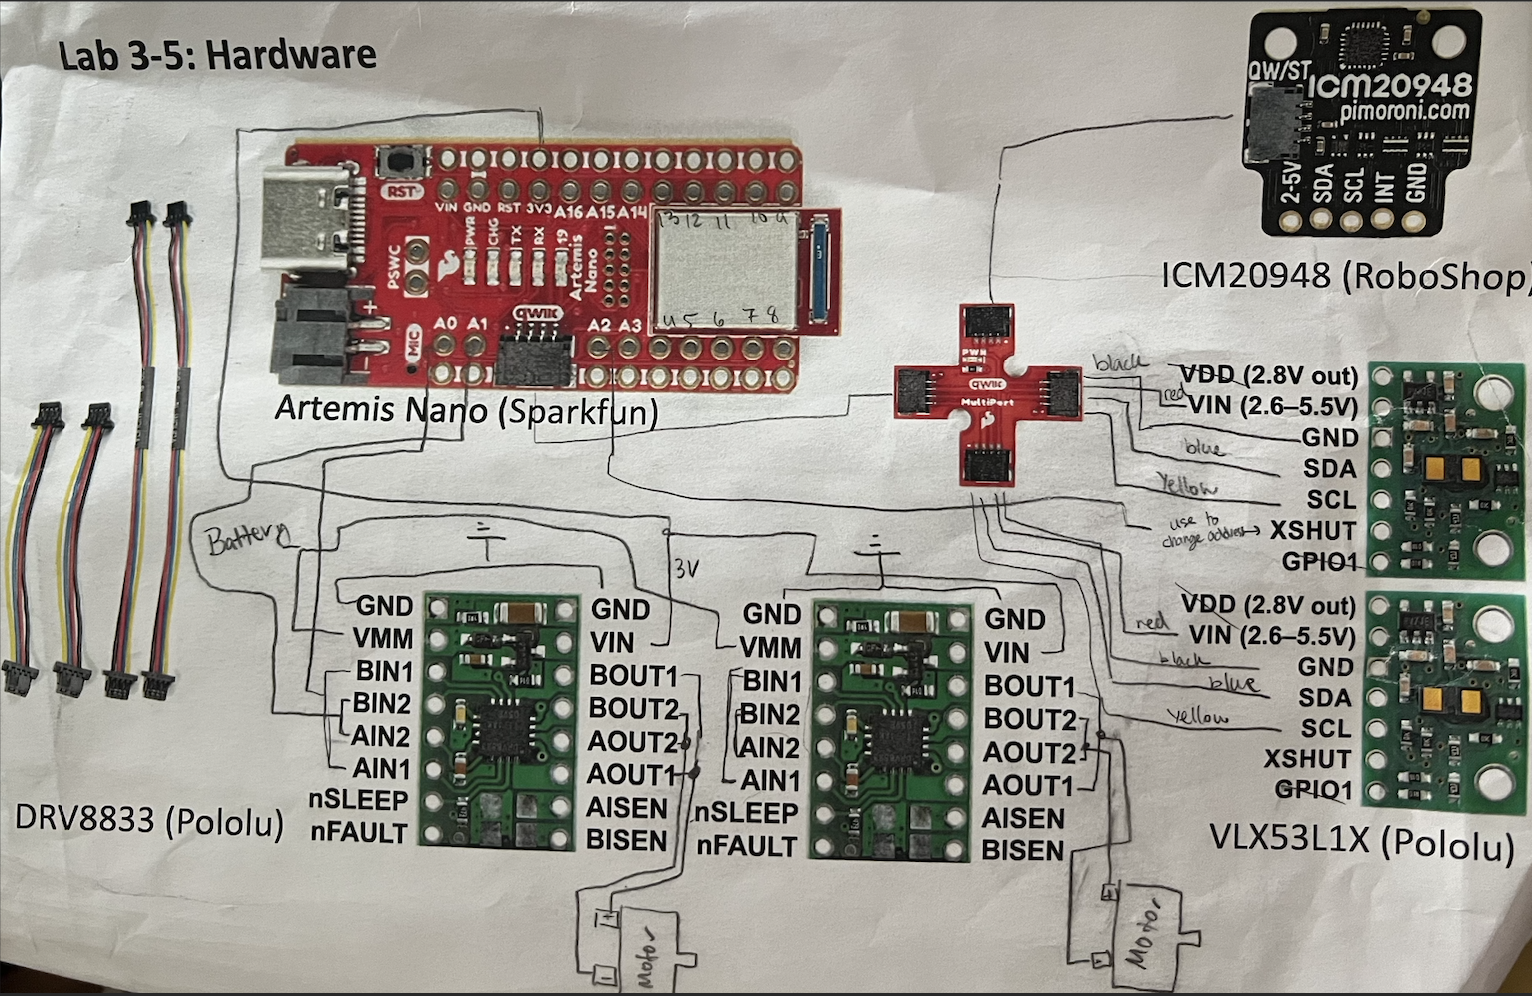 Lab 3-5: Hardware
QW/ST
ICM20948
pimoroni.com
2-5V
SDA
SCL
INT
GND
ICM20948 (RoboShop)
RST
VIN GND RST 3V3 A16 A15 A14
13 12 11 10 9
PSWC
PWR
CHG
TX
RX
19
Artemis
Nano
qwiic
MIC
A0 A1
A2 A3
4 5 6 7 8
Artemis Nano (Sparkfun)
PWR
qwiic
MultiPort
black
red
blue
Yellow
use to
change address
VDD (2.8V out)
VIN (2.6–5.5V)
GND
SDA
SCL
XSHUT
GPIO1
red
black
blue
yellow
VDD (2.8V out)
VIN (2.6–5.5V)
GND
SDA
SCL
XSHUT
GPIO1
VLX53L1X (Pololu)
Battery
3V
GND
VMM
BIN1
BIN2
AIN2
AIN1
nSLEEP
nFAULT
GND
VIN
BOUT1
BOUT2
AOUT2
AOUT1
AISEN
BISEN
GND
VMM
BIN1
BIN2
AIN2
AIN1
nSLEEP
nFAULT
GND
VIN
BOUT1
BOUT2
AOUT2
AOUT1
AISEN
BISEN
DRV8833 (Pololu)
+
-
Motor
+
Motor